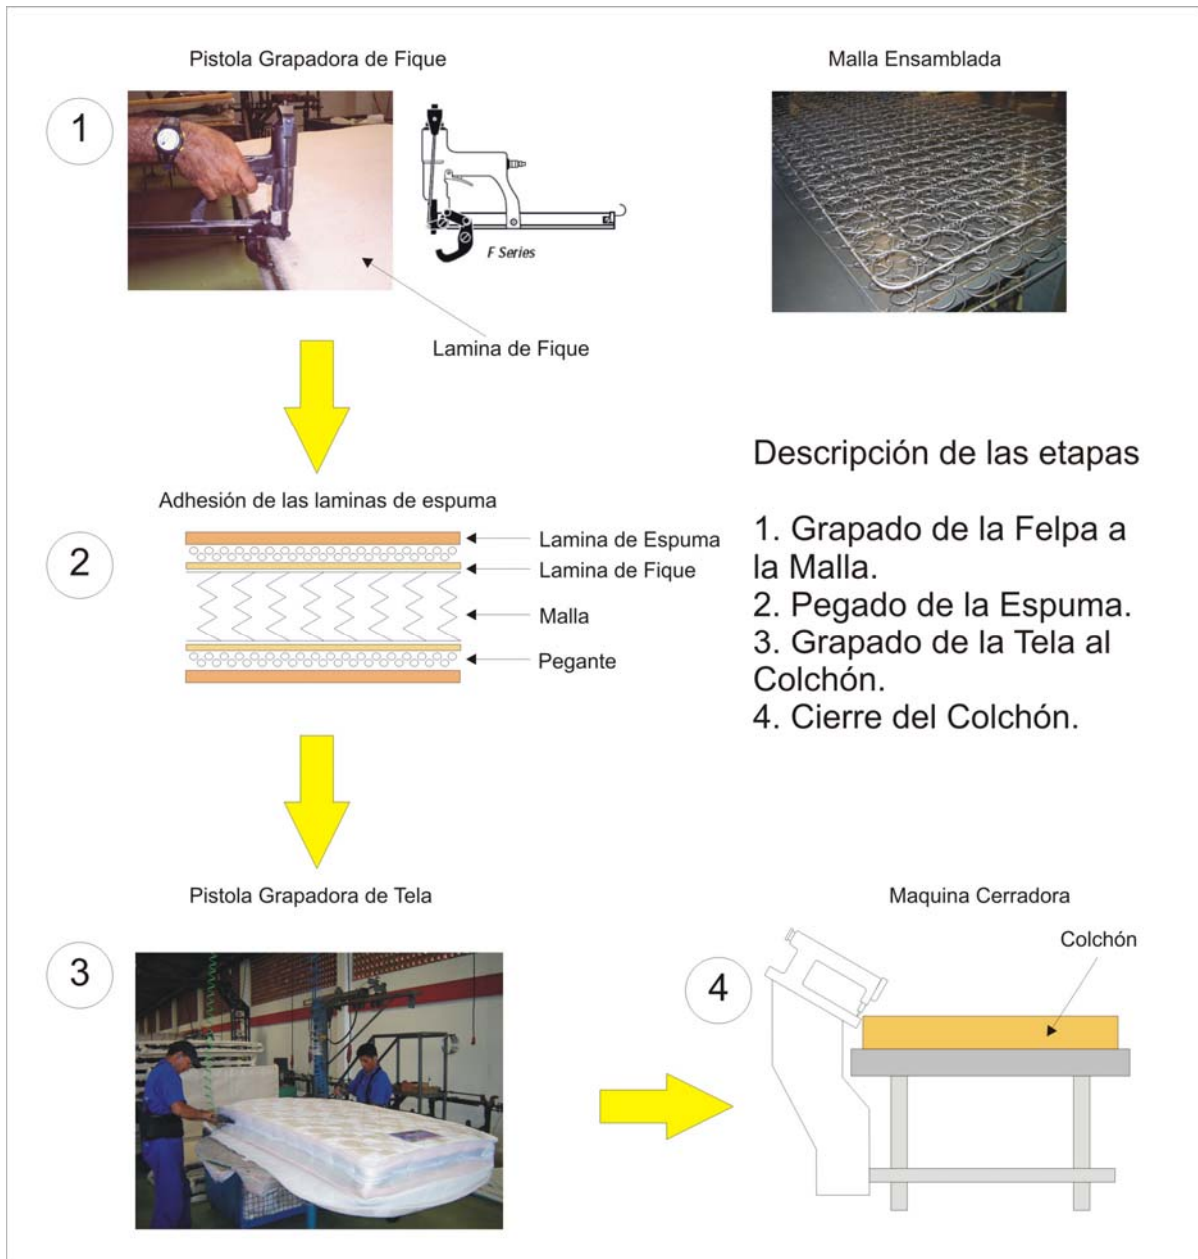 Pistola Grapadora de Fique
Malla Ensamblada
1
F Series
Lamina de Fique
Adhesión de las laminas de espuma
2
Lamina de Espuma
Lamina de Fique
Malla
Pegante
Descripción de las etapas
1. Grapado de la Felpa a
la Malla.
2. Pegado de la Espuma.
3. Grapado de la Tela al
Colchón.
4. Cierre del Colchón.
Pistola Grapadora de Tela
3
Maquina Cerradora
Colchón
4